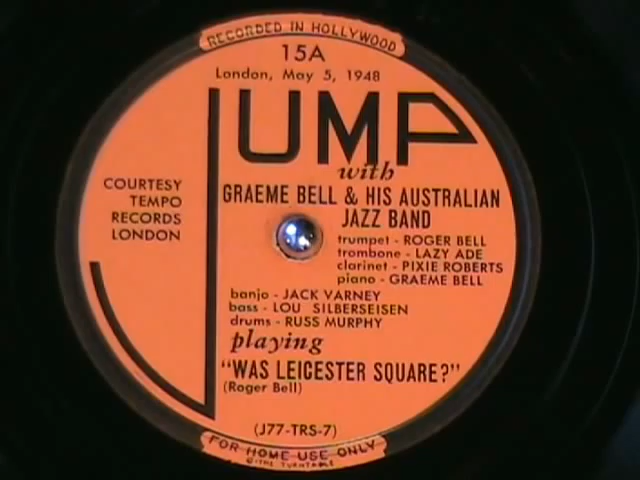 RECORDED IN HOLLYWOOD
15A
London, May 5, 1948
JUMP
with
GRAEME BELL & HIS AUSTRALIAN
JAZZ BAND
COURTESY
TEMPO
RECORDS
LONDON
trumpet - ROGER BELL
trombone - LAZY ADE
clarinet - PIXIE ROBERTS
piano - GRAEME BELL
banjo - JACK VARNEY
bass - LOU SILBERSEISEN
drums - RUSS MURPHY
playing
"WAS LEICESTER SQUARE?"
(Roger Bell)
(J77-TRS-7)
FOR HOME USE ONLY
©-THE TURNTABLE